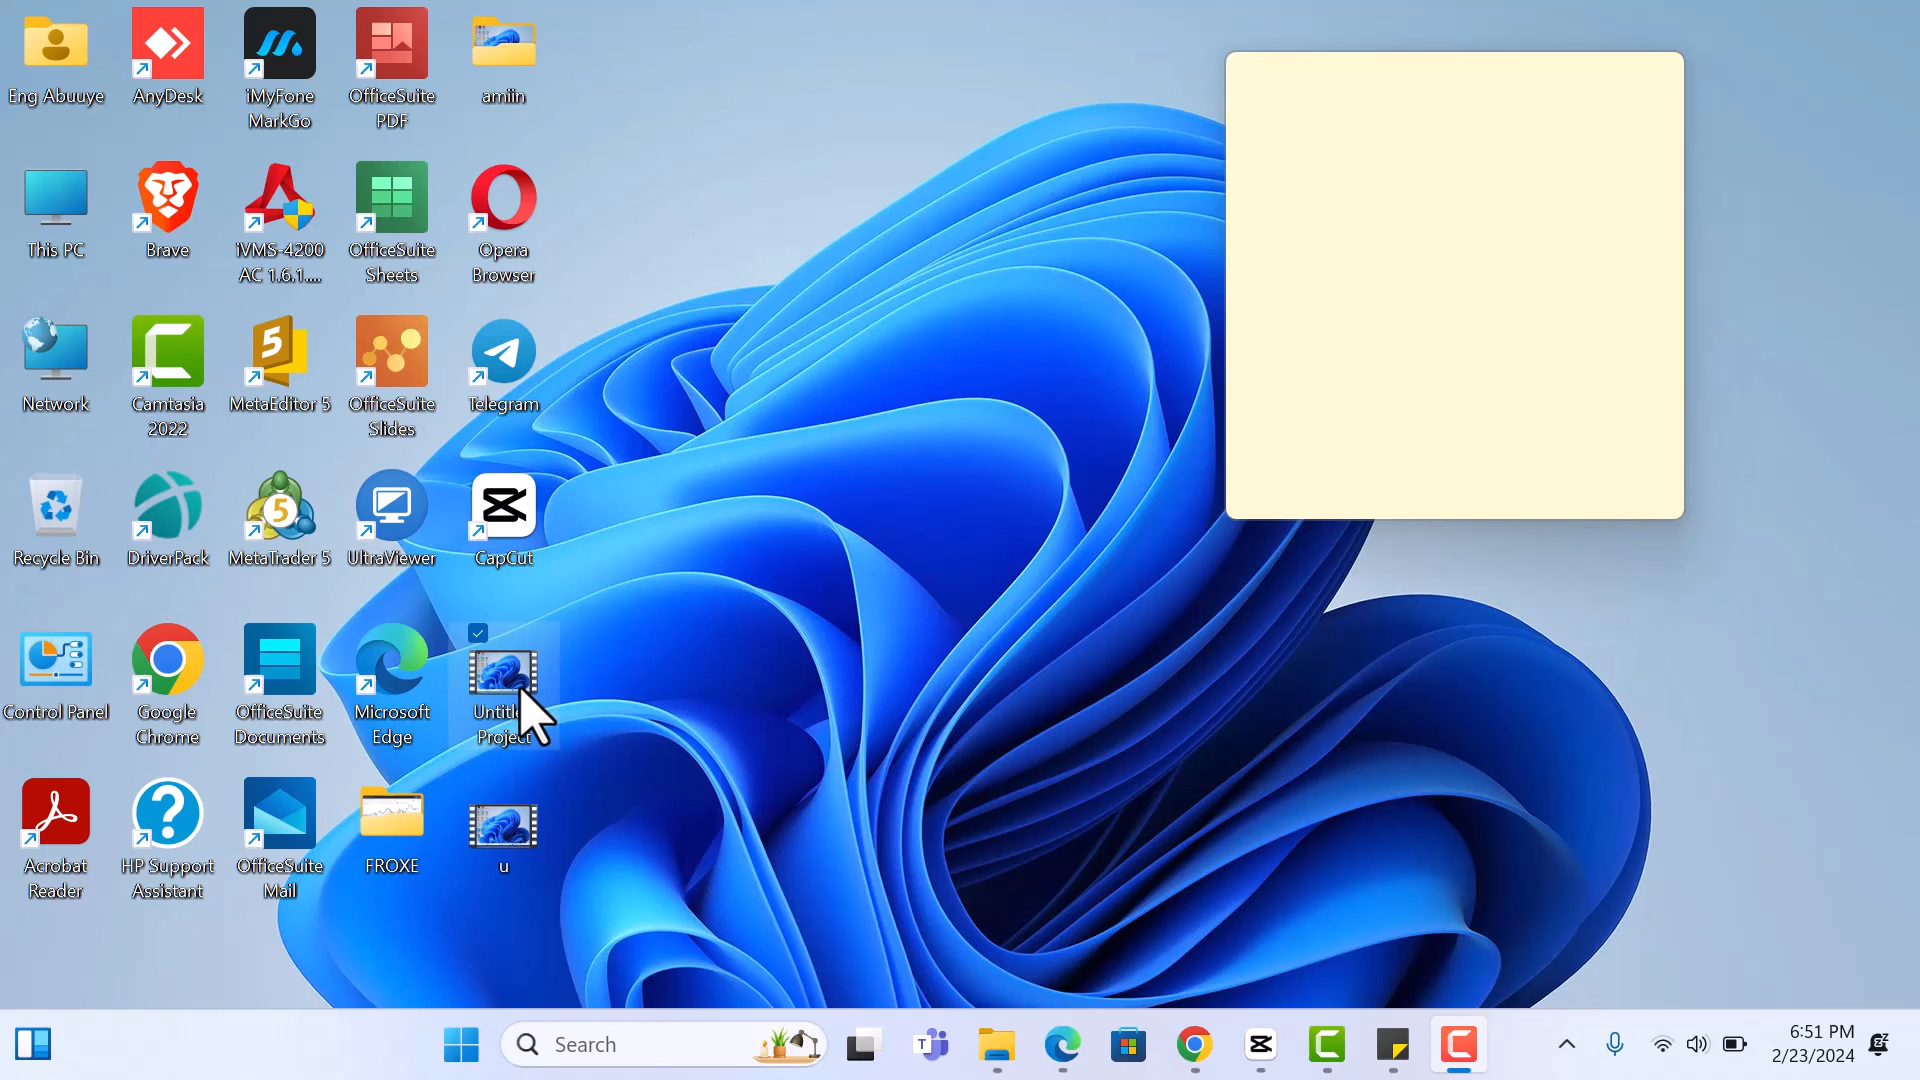 Eng Abuuye
AnyDesk
iMyFone
MarkGo
OfficeSuite
PDF
amiin
This PC
Brave
iVMS-4200
AC 1.6.1....
OfficeSuite
Sheets
Opera
Browser
Network
Camtasia
2022
MetaEditor 5
OfficeSuite
Slides
Telegram
Recycle Bin
DriverPack
MetaTrader 5
UltraViewer
CapCut
Control Panel
Google
Chrome
OfficeSuite
Documents
Microsoft
Edge
Project
Acrobat
Reader
HP Support
Assistant
OfficeSuite
Mail
FROXE
u
Search
6:51 PM
2/23/2024